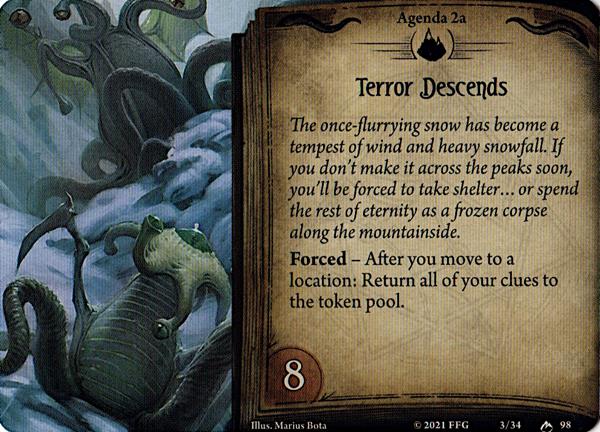 Agenda 2a
Terror Descends
The once-flurrying snow has become a
tempest of wind and heavy snowfall. If
you don't make it across the peaks soon,
you'll be forced to take shelter… or spend
the rest of eternity as a frozen corpse
along the mountainside.
Forced – After you move to a
location: Return all of your clues to
the token pool.
8
Illus. Marius Bota © 2021 FFG 3/34 98